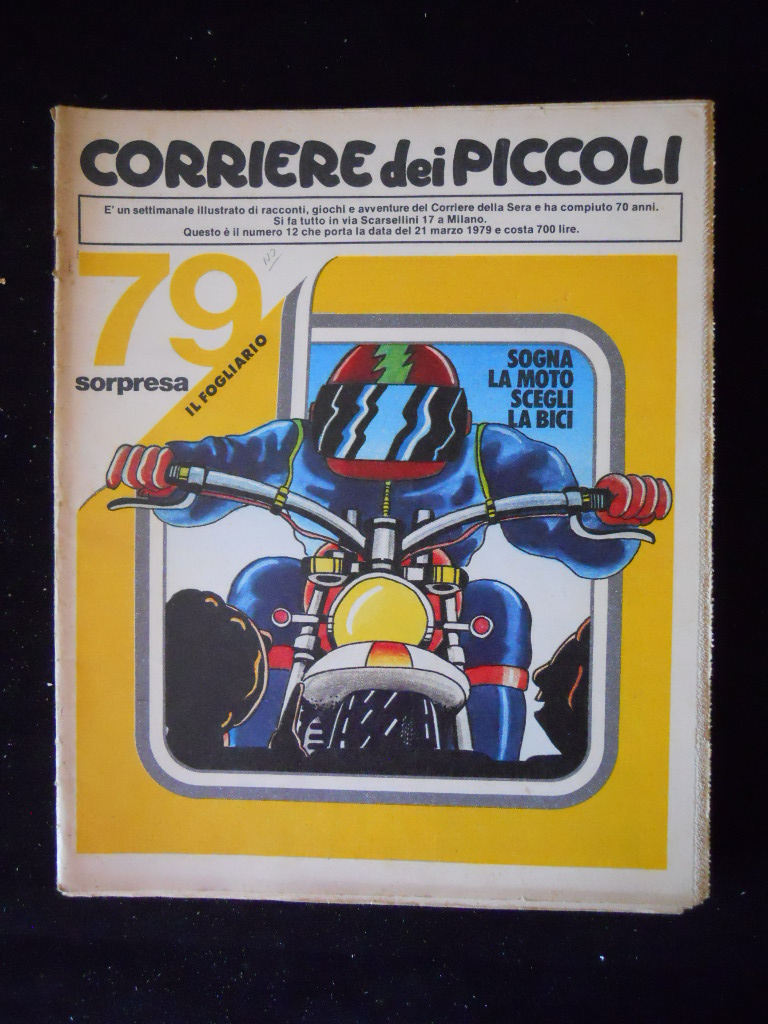 CORRIERE dei PICCOLI
E' un settimanale illustrato di racconti, giochi e avventure del Corriere della Sera e ha compiuto 70 anni.
Si fa tutto in via Scarsellini 17 a Milano.
Questo è il numero 12 che porta la data del 21 marzo 1979 e costa 700 lire.
79
sorpresa
IL FOGLIARIO
SOGNA
LA MOTO
SCEGLI
LA BICI